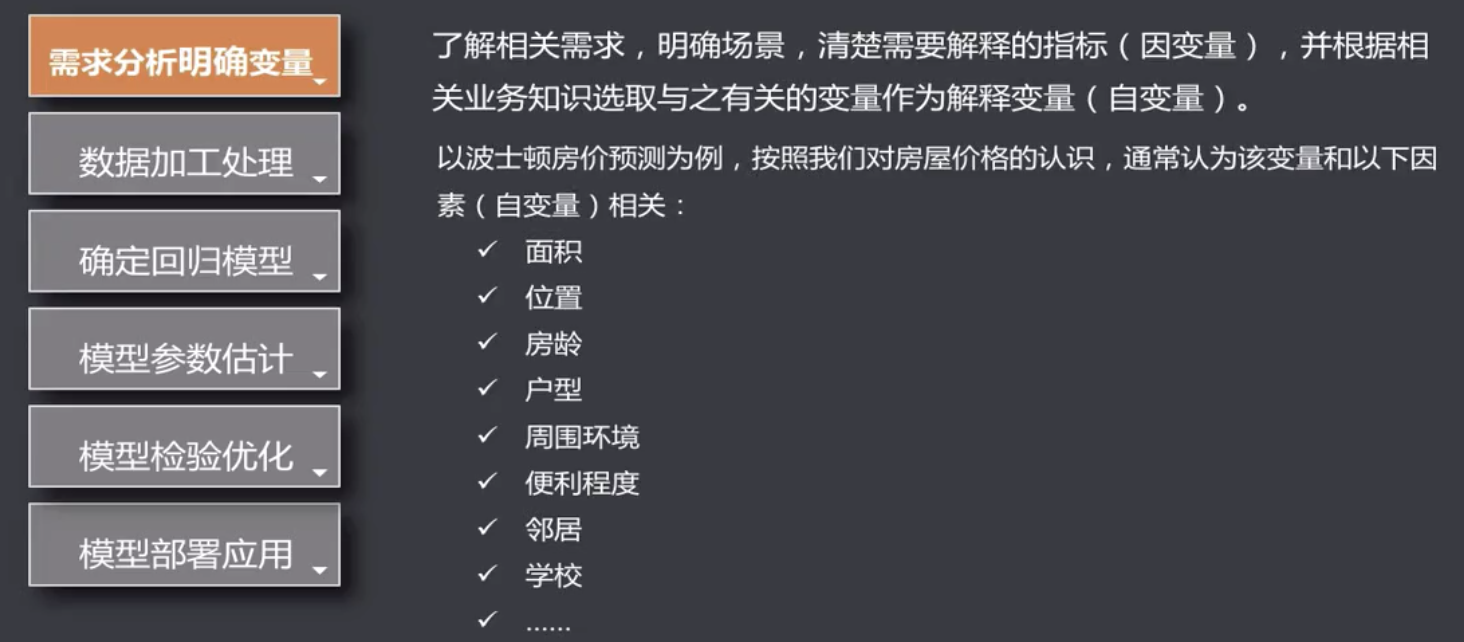 需求分析明确变量
数据加工处理
确定回归模型
模型参数估计
模型检验优化
模型部署应用
了解相关需求，明确场景，清楚需要解释的指标（因变量），并根据相
关业务知识选取与之有关的变量作为解释变量（自变量）。
以波士顿房价预测为例，按照我们对房屋价格的认识，通常认为该变量和以下因
素（自变量）相关：
✓ 面积
✓ 位置
✓ 房龄
✓ 户型
✓ 周围环境
✓ 便利程度
✓ 邻居
✓ 学校
✓ ......